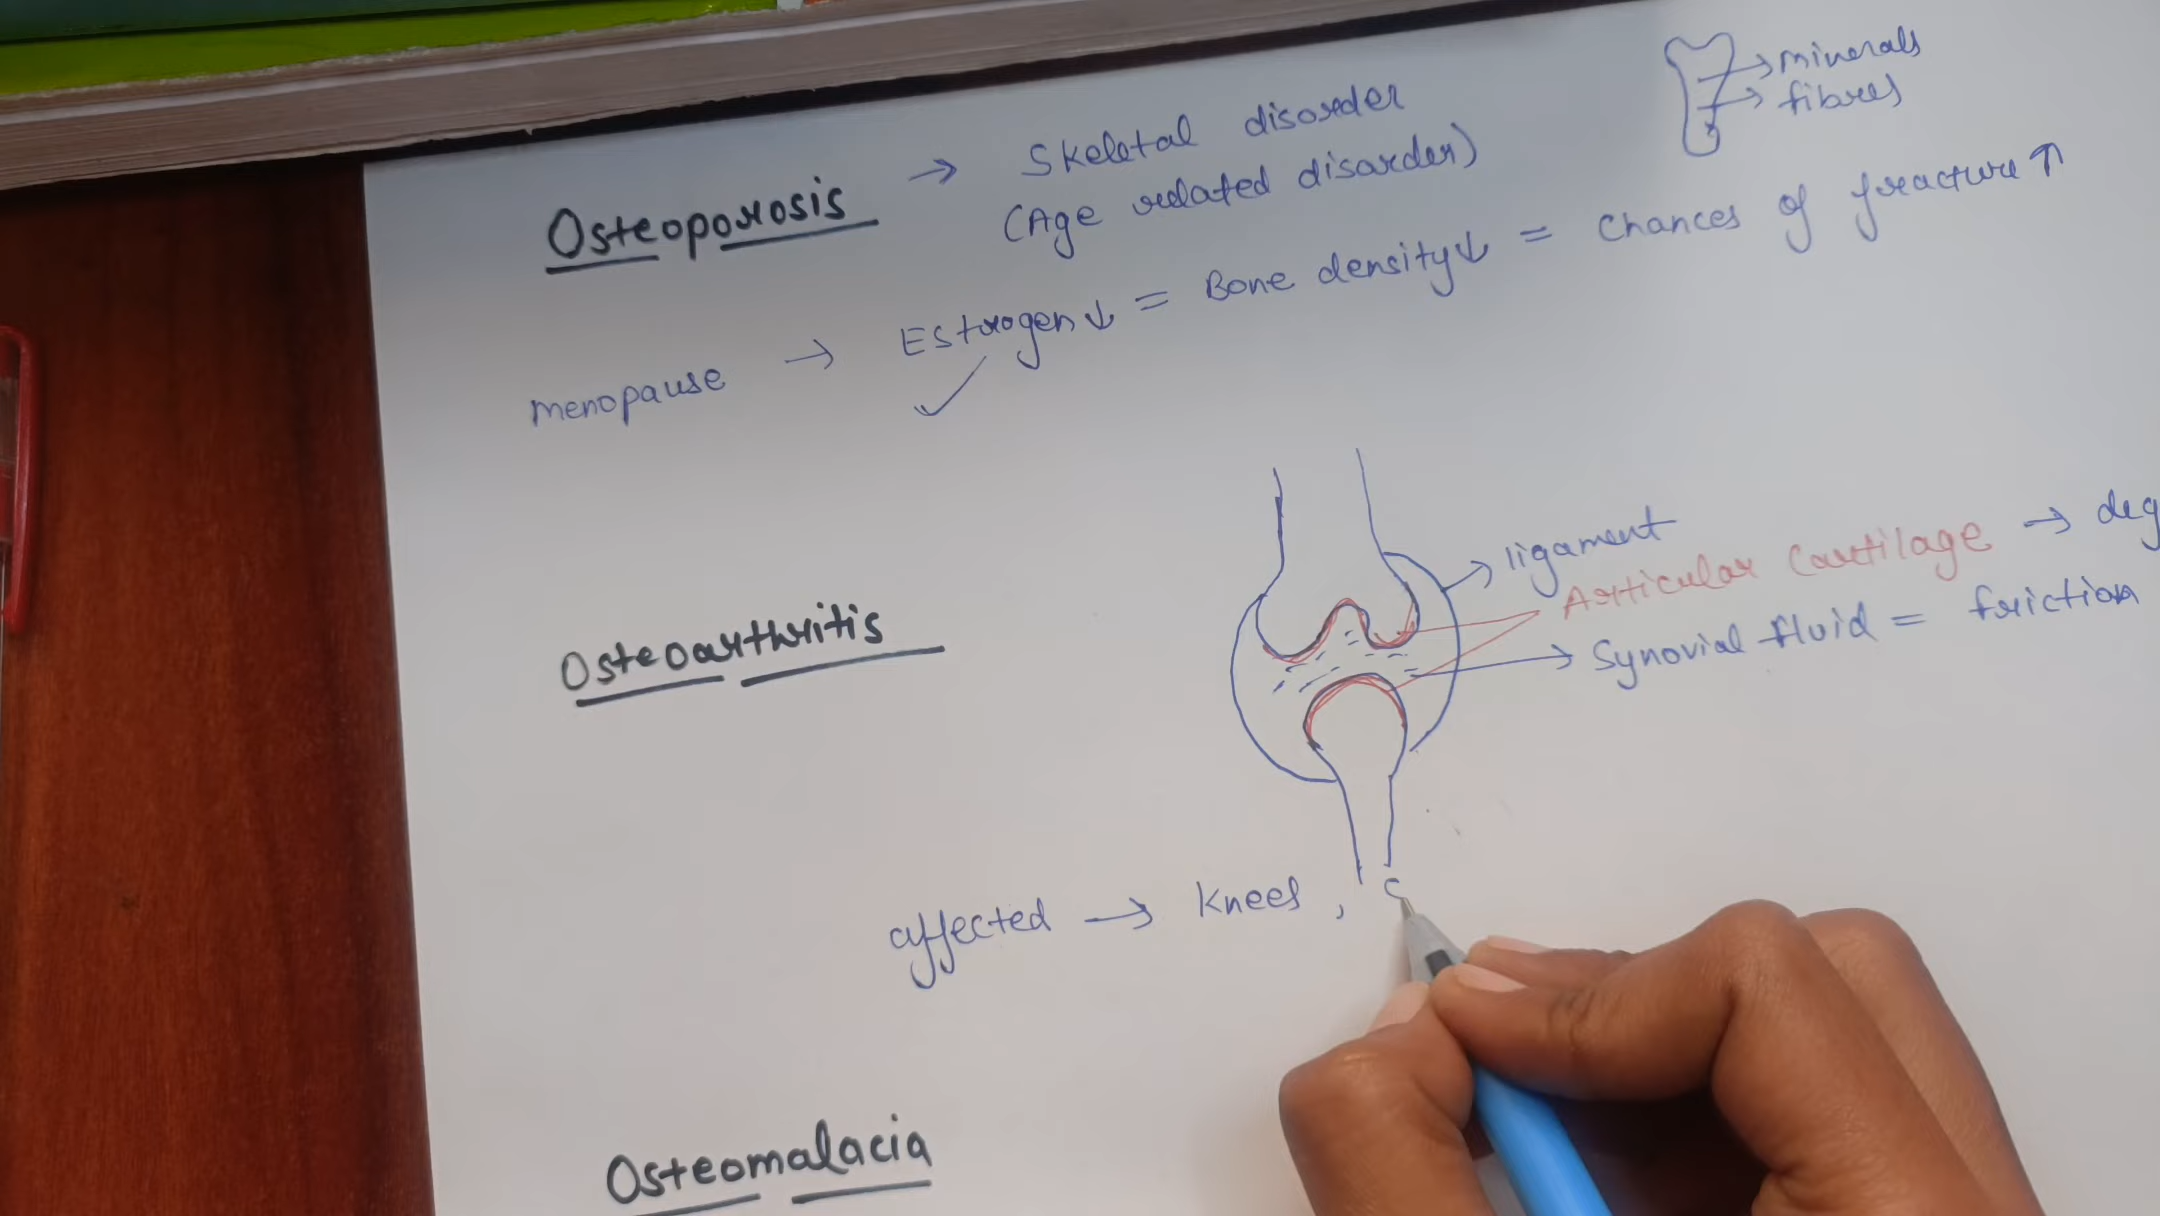 minerals
fibres
Osteoporosis → Skeletal disorder
(Age related disorder)
menopause → Estrogen↓ = Bone density↓ = Chances of fracture↑
ligament
Articular Cartilage → deg
Synovial fluid = friction
Osteoarthritis
affected → Knees,
Osteomalacia